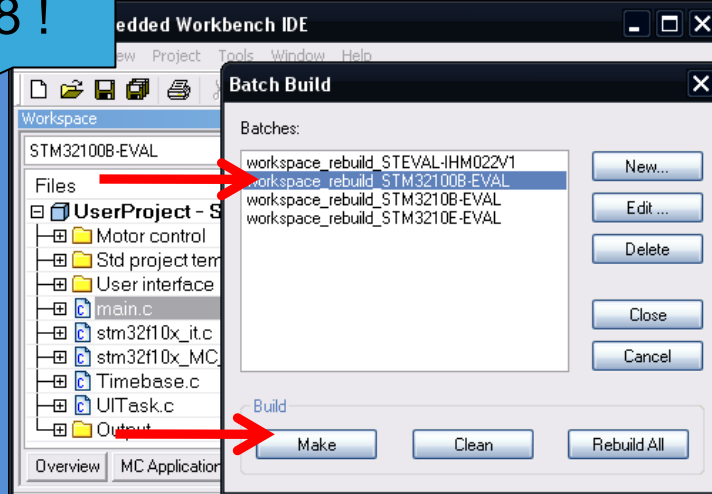 8 !
edded Workbench IDE
ew Project Tools Window Help
Workspace
STM32100B-EVAL
Files
UserProject - S
Motor control
Std project tem
User interface
main.c
stm32f10x_it.c
stm32f10x_MC_
Timebase.c
UITask.c
Output
Overview MC Application
Batch Build
Batches:
workspace_rebuild_STEVAL-IHM022V1
workspace_rebuild_STM32100B-EVAL
workspace_rebuild_STM3210B-EVAL
workspace_rebuild_STM3210E-EVAL
New...
Edit ...
Delete
Close
Cancel
Build
Make Clean Rebuild All